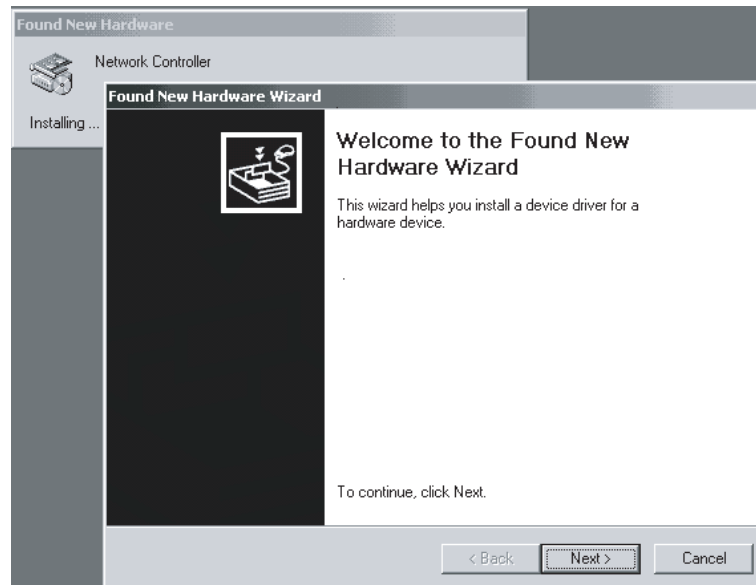 Found New Hardware
Network Controller
Installing ...
Found New Hardware Wizard
Welcome to the Found New
Hardware Wizard
This wizard helps you install a device driver for a
hardware device.
To continue, click Next.
< Back
Next >
Cancel